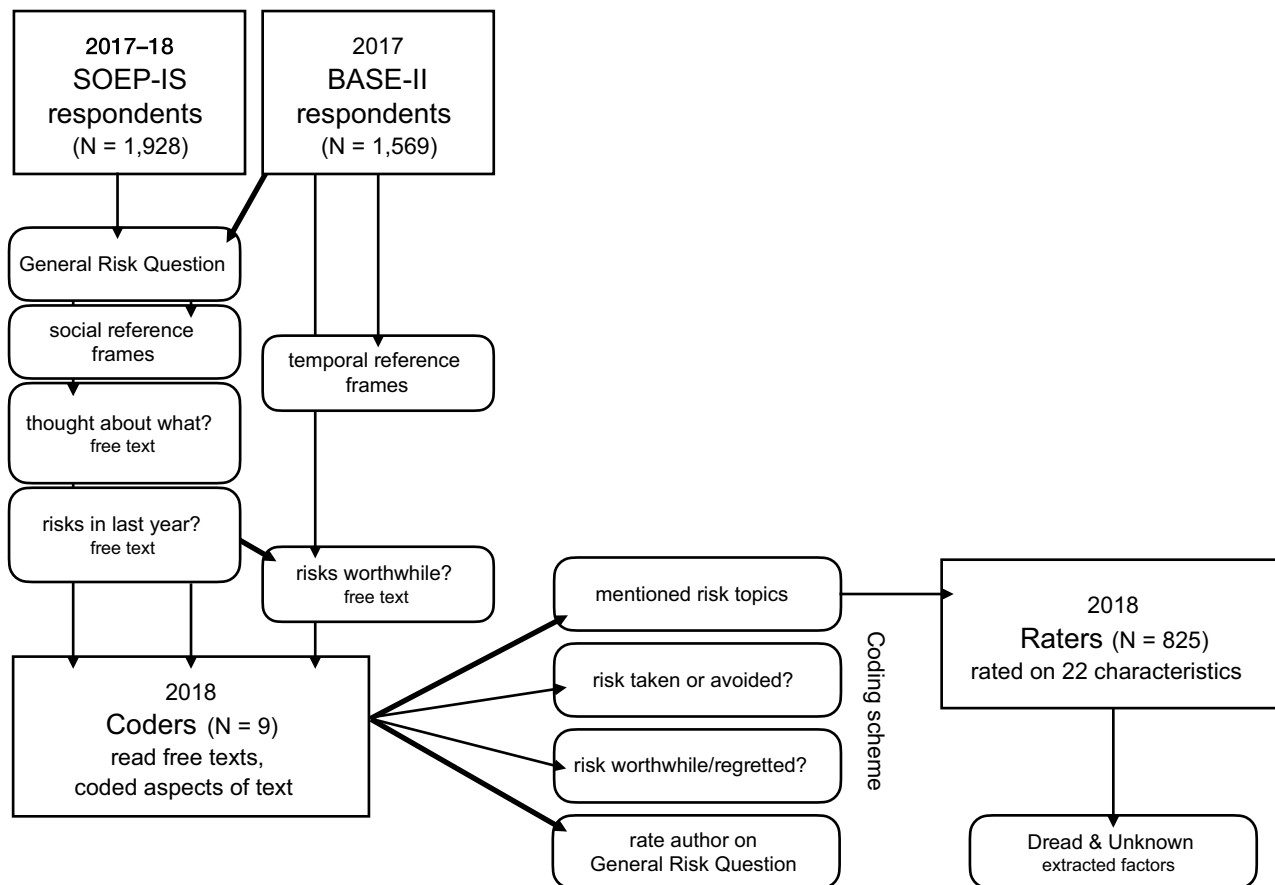 2017–18
SOEP-IS
respondents
(N = 1,928)
2017
BASE-II
respondents
(N = 1,569)
General Risk Question
social reference
frames
temporal reference
frames
thought about what?
free text
risks in last year?
free text
risks worthwhile?
free text
2018
Coders (N = 9)
read free texts,
coded aspects of text
mentioned risk topics
risk taken or avoided?
risk worthwhile/regretted?
rate author on
General Risk Question
Coding scheme
2018
Raters (N = 825)
rated on 22 characteristics
Dread & Unknown
extracted factors